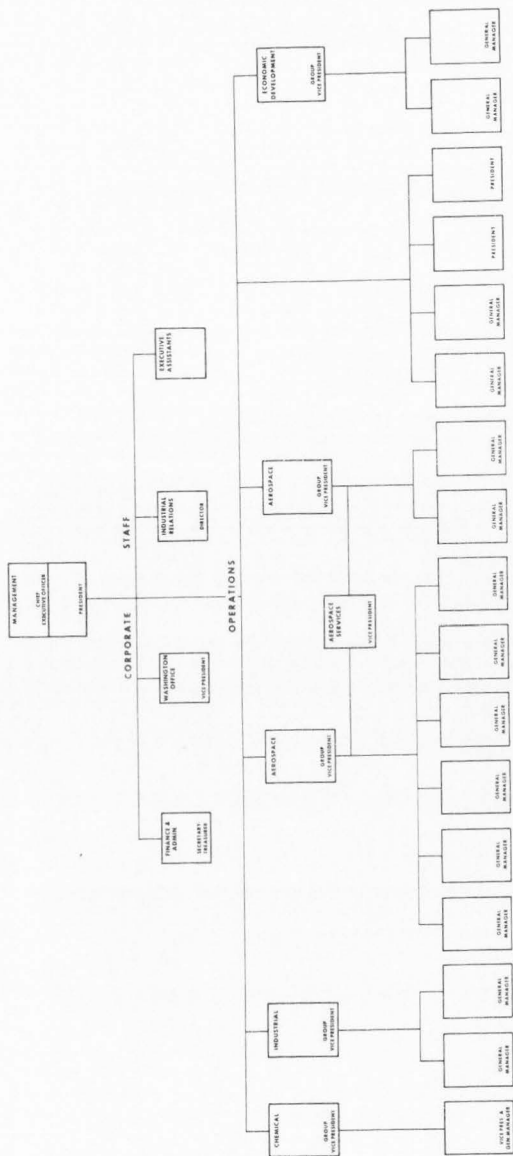 MANAGEMENT
CHIEF
EXECUTIVE OFFICER
PRESIDENT
CORPORATE STAFF
FINANCE &
ADMIN
SECRETARY
TREASURER
WASHINGTON
OFFICE
VICE PRESIDENT
INDUSTRIAL
RELATIONS
DIRECTOR
EXECUTIVE
ASSISTANTS
OPERATIONS
CHEMICAL
GROUP
VICE PRESIDENT
INDUSTRIAL
GROUP
VICE PRESIDENT
AEROSPACE
GROUP
VICE PRESIDENT
AEROSPACE
GROUP
VICE PRESIDENT
ECONOMIC
DEVELOPMENT
GROUP
VICE PRESIDENT
AEROSPACE
SERVICES
VICE PRESIDENT
VICE PRES &
GEN MANAGER
GENERAL
MANAGER
GENERAL
MANAGER
GENERAL
MANAGER
GENERAL
MANAGER
GENERAL
MANAGER
GENERAL
MANAGER
GENERAL
MANAGER
GENERAL
MANAGER
GENERAL
MANAGER
GENERAL
MANAGER
GENERAL
MANAGER
GENERAL
MANAGER
PRESIDENT
PRESIDENT
GENERAL
MANAGER
GENERAL
MANAGER